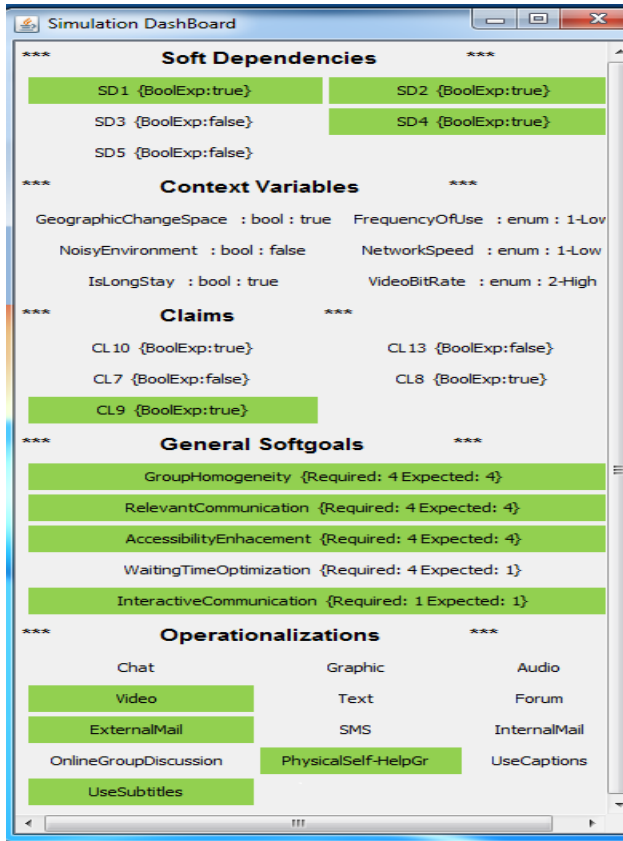 Simulation DashBoard
*** Soft Dependencies ***
SD1 {BoolExp:true} SD2 {BoolExp:true}
SD3 {BoolExp:false} SD4 {BoolExp:true}
SD5 {BoolExp:false}
*** Context Variables ***
GeographicChangeSpace : bool : true FrequencyOfUse : enum : 1-Low
NoisyEnvironment : bool : false NetworkSpeed : enum : 1-Low
IsLongStay : bool : true VideoBitRate : enum : 2-High
*** Claims ***
CL10 {BoolExp:true} CL13 {BoolExp:false}
CL7 {BoolExp:false} CL8 {BoolExp:true}
CL9 {BoolExp:true}
*** General Softgoals ***
GroupHomogeneity {Required: 4 Expected: 4}
RelevantCommunication {Required: 4 Expected: 4}
AccessibilityEnhacement {Required: 4 Expected: 4}
WaitingTimeOptimization {Required: 4 Expected: 1}
InteractiveCommunication {Required: 1 Expected: 1}
*** Operationalizations ***
Chat Graphic Audio
Video Text Forum
ExternalMail SMS InternalMail
OnlineGroupDiscussion PhysicalSelf-HelpGr UseCaptions
UseSubtitles